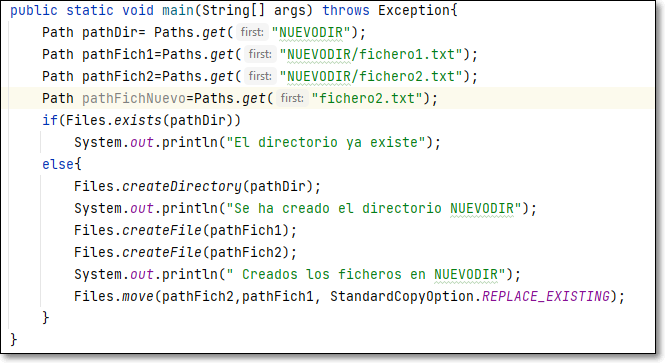 public static void main(String[] args) throws Exception{
Path pathDir= Paths.get( first: "NUEVODIR");
Path pathFich1=Paths.get( first: "NUEVODIR/fichero1.txt");
Path pathFich2=Paths.get( first: "NUEVODIR/fichero2.txt");
Path pathFichNuevo=Paths.get( first: "fichero2.txt");
if(Files.exists(pathDir))
System.out.println("El directorio ya existe");
else{
Files.createDirectory(pathDir);
System.out.println("Se ha creado el directorio NUEVODIR");
Files.createFile(pathFich1);
Files.createFile(pathFich2);
System.out.println(" Creados los ficheros en NUEVODIR");
Files.move(pathFich2,pathFich1, StandardCopyOption.REPLACE_EXISTING);
}
}